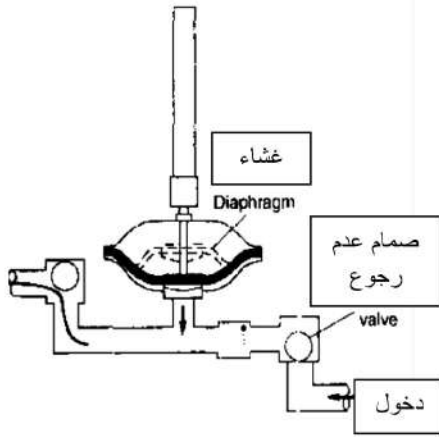 غشاء
Diaphragm
صمام عدم
رجوع
valve
دخول